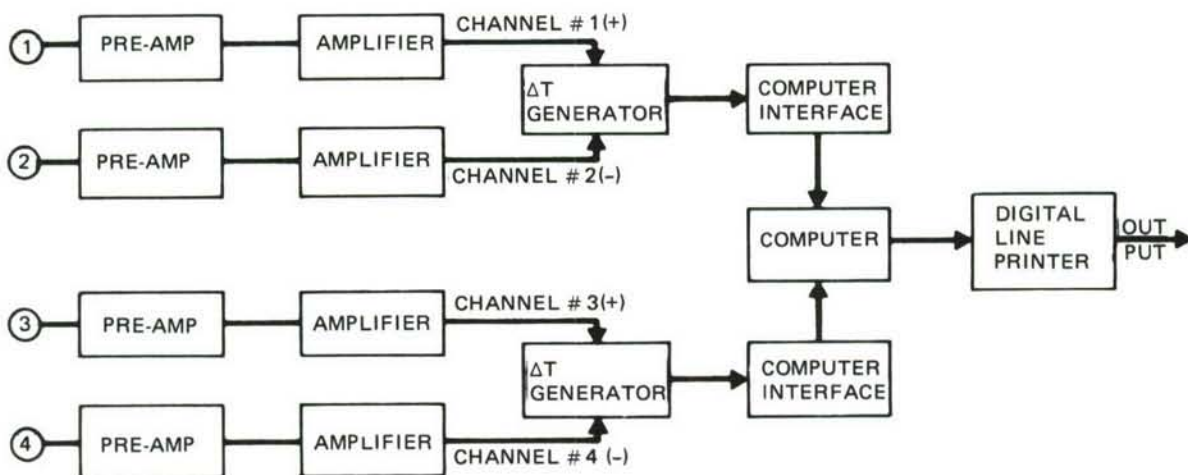 CHANNEL # 1(+)
1
PRE-AMP
AMPLIFIER
ΔT
GENERATOR
COMPUTER
INTERFACE
2
PRE-AMP
AMPLIFIER
CHANNEL # 2(-)
COMPUTER
DIGITAL
LINE
PRINTER
OUT
PUT
CHANNEL # 3(+)
3
PRE-AMP
AMPLIFIER
ΔT
GENERATOR
COMPUTER
INTERFACE
4
PRE-AMP
AMPLIFIER
CHANNEL # 4 (-)